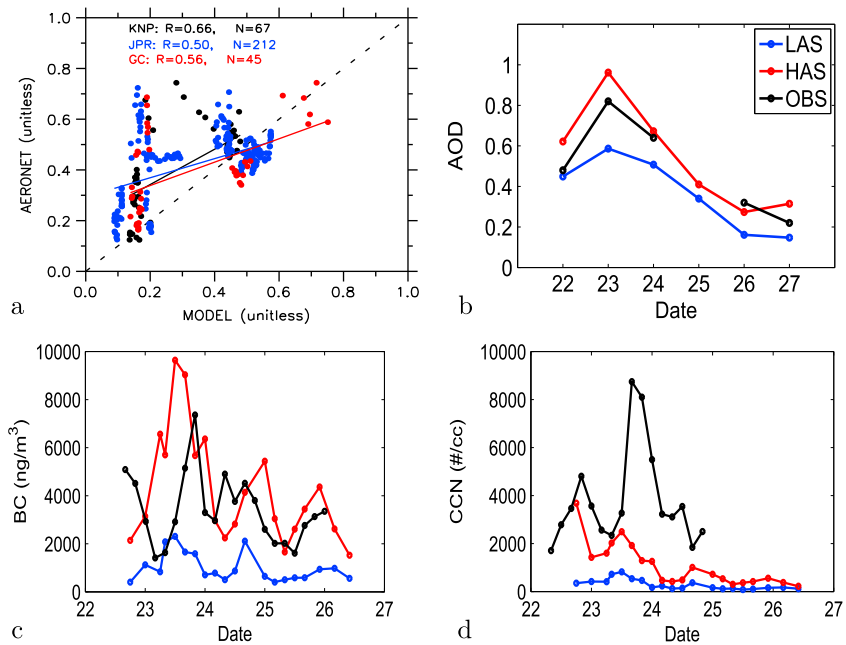 KNP: R=0.66, N=67
JPR: R=0.50, N=212
GC: R=0.56, N=45
AERONET (unitless)
1.0
0.8
0.6
0.4
0.2
0.0
0.0 0.2 0.4 0.6 0.8 1.0
MODEL (unitless)
a
LAS
HAS
OBS
AOD
1
0.8
0.6
0.4
0.2
0
22 23 24 25 26 27
Date
b
BC (ng/m³)
10000
8000
6000
4000
2000
0
22 23 24 25 26 27
Date
c
CCN (#/cc)
10000
8000
6000
4000
2000
0
22 23 24 25 26 27
Date
d